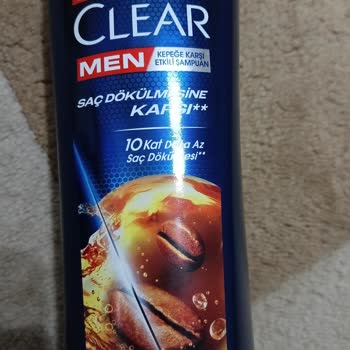 CLEAR
MEN
KEPEĞE KARŞI
ETKİLİ ŞAMPUAN
SAÇ DÖKÜLMESİNE
KARŞI**
10 Kat Daha Az
Saç Dökülmesi**